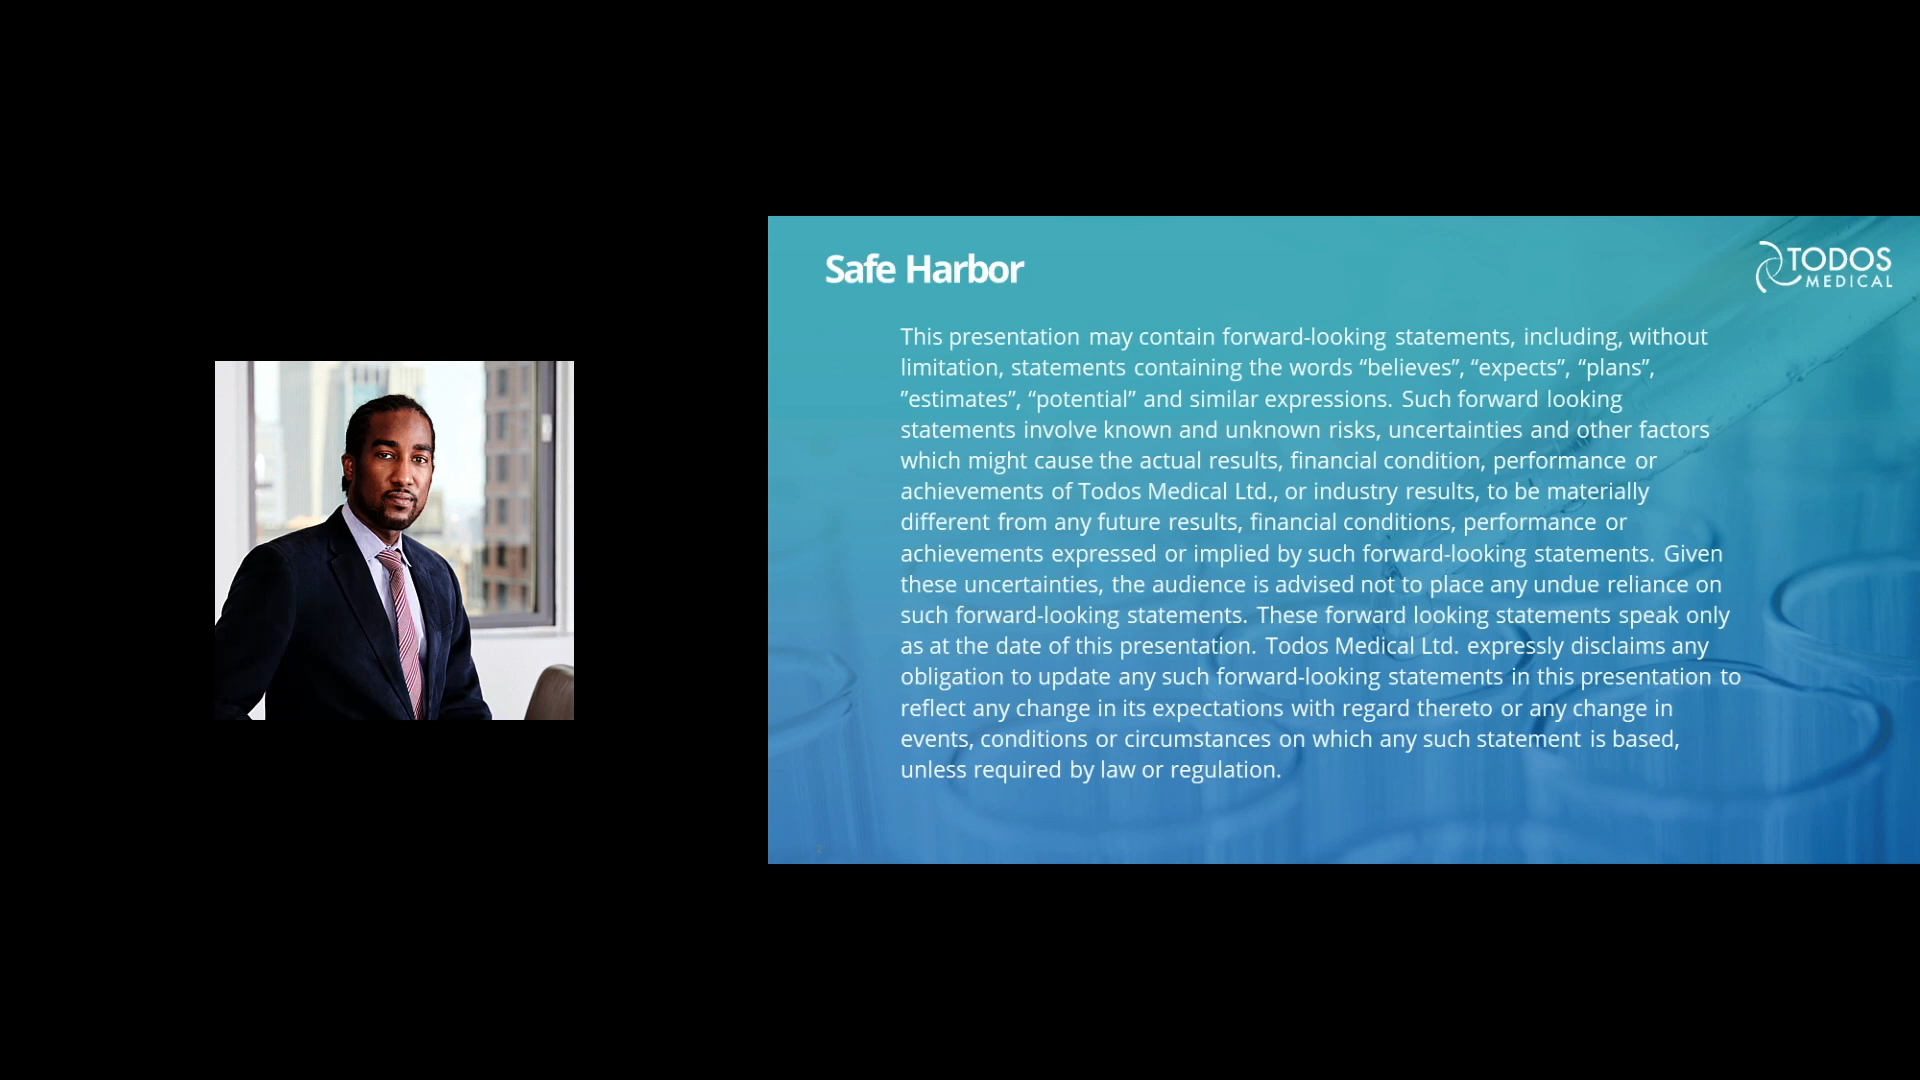 Safe Harbor
TODOS
MEDICAL
This presentation may contain forward-looking statements, including, without
limitation, statements containing the words “believes”, “expects”, “plans”,
”estimates”, “potential” and similar expressions. Such forward looking
statements involve known and unknown risks, uncertainties and other factors
which might cause the actual results, financial condition, performance or
achievements of Todos Medical Ltd., or industry results, to be materially
different from any future results, financial conditions, performance or
achievements expressed or implied by such forward-looking statements. Given
these uncertainties, the audience is advised not to place any undue reliance on
such forward-looking statements. These forward looking statements speak only
as at the date of this presentation. Todos Medical Ltd. expressly disclaims any
obligation to update any such forward-looking statements in this presentation to
reflect any change in its expectations with regard thereto or any change in
events, conditions or circumstances on which any such statement is based,
unless required by law or regulation.
2